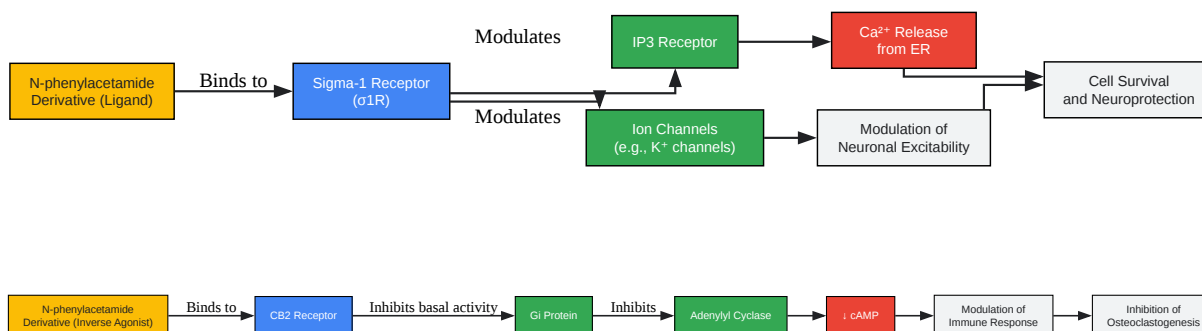 Modulates
IP3 Receptor
Ca²⁺ Release
from ER
N-phenylacetamide
Derivative (Ligand)
Binds to
Sigma-1 Receptor
(σ1R)
Cell Survival
and Neuroprotection
Modulates
Ion Channels
(e.g., K⁺ channels)
Modulation of
Neuronal Excitability
N-phenylacetamide
Derivative (Inverse Agonist)
Binds to
CB2 Receptor
Inhibits basal activity
Gi Protein
Inhibits
Adenylyl Cyclase
↓ cAMP
Modulation of
Immune Response
Inhibition of
Osteoclastogenesis